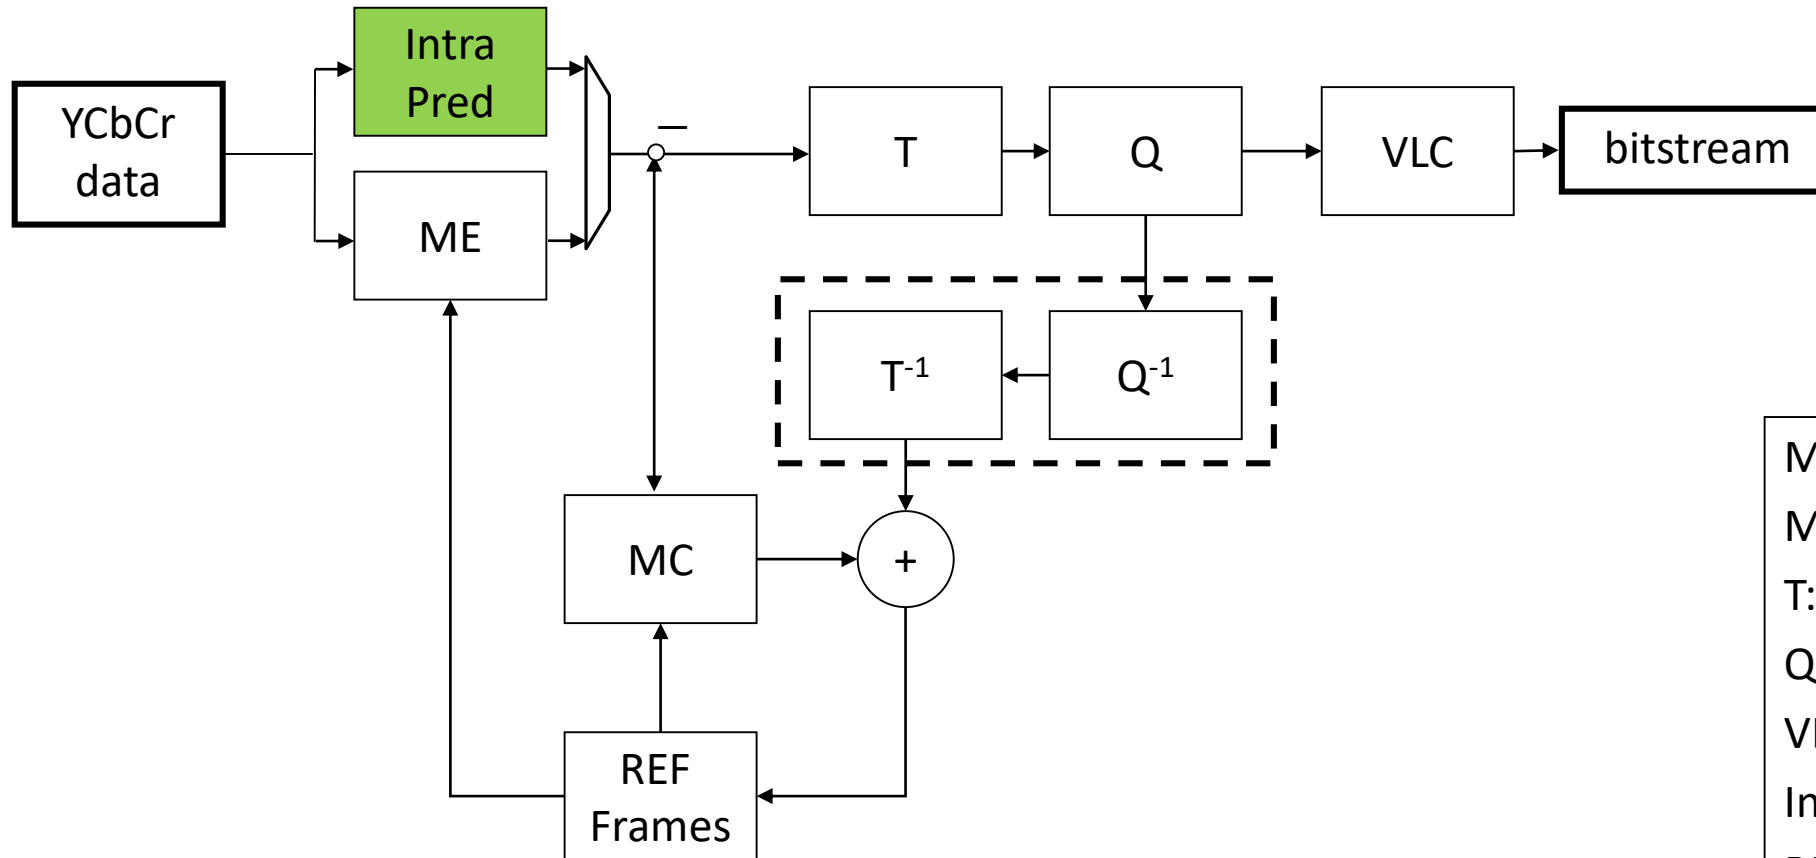 Intra
Pred
YCbCr
data
ME
—
T
Q
VLC
bitstream
T-1
Q-1
MC
+
REF
Frames
T:
Q